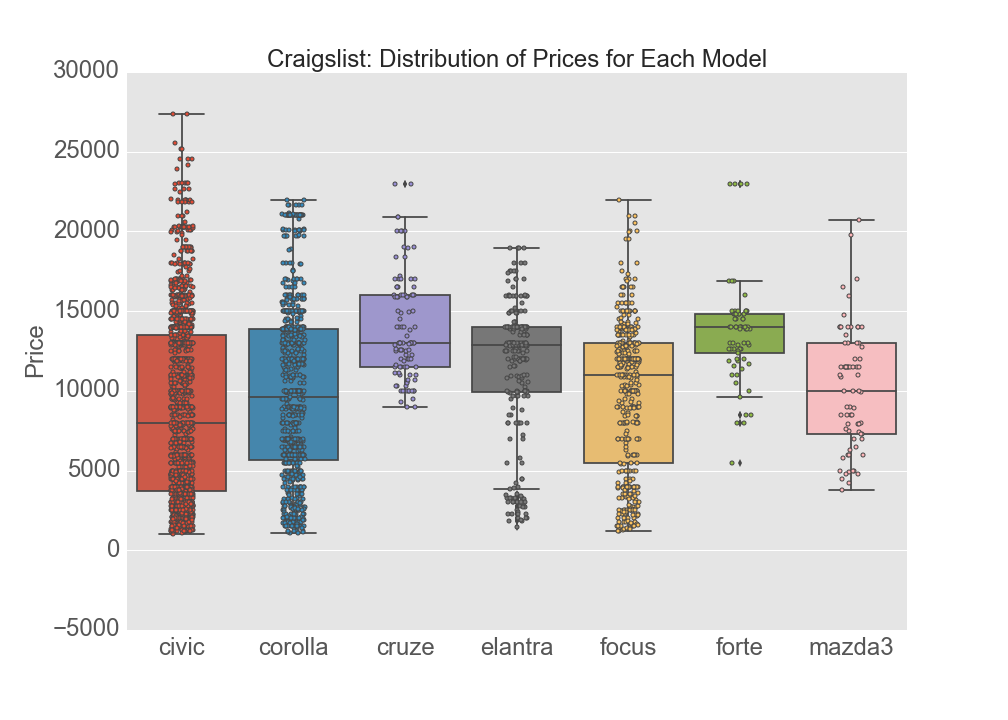 Craigslist: Distribution of Prices for Each Model
30000
25000
20000
15000
10000
5000
0
−5000
Price
civic corolla cruze elantra focus forte mazda3